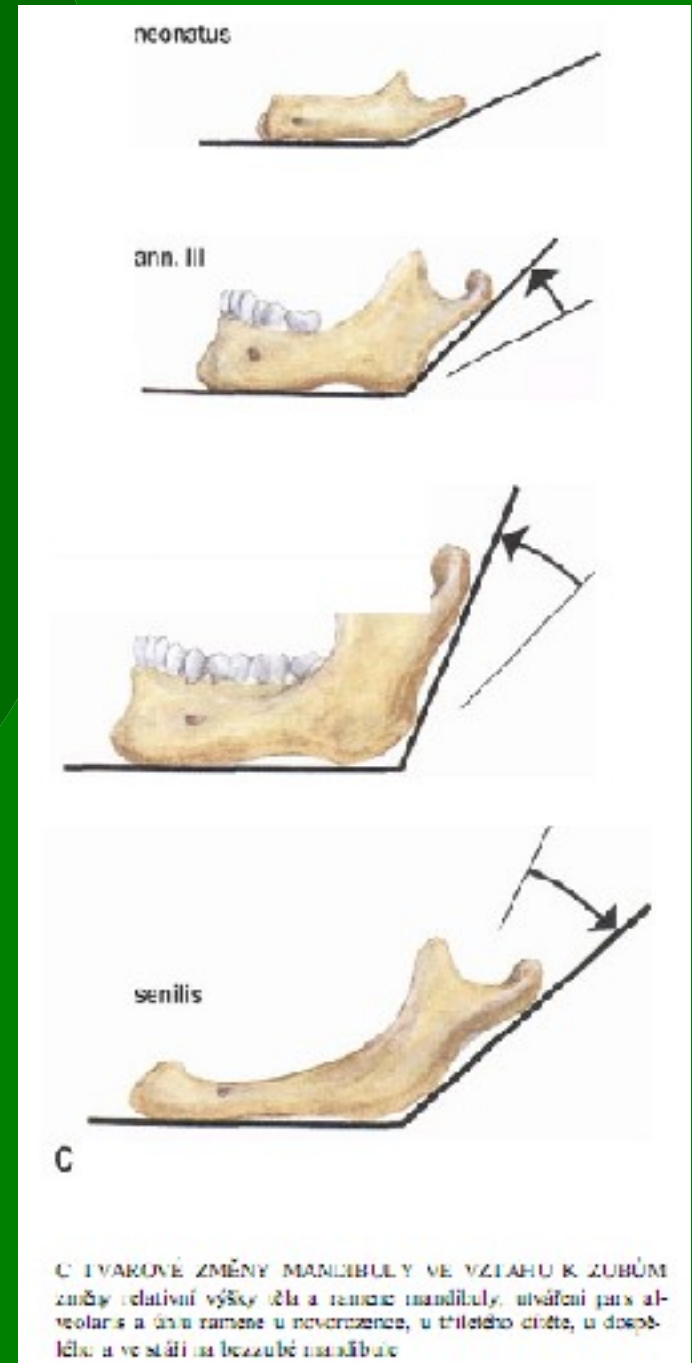 neonatus
ann. III
senilis
C
C TVAROVÉ ZMĚNY MANDIBULY VE VZTAHU K ZUBŮM
změny relativní výšky těla a ramene mandibuly, utváření pars al-
veolaris a úhlu ramene u novorozence, u tříletého dítěte, u dospě-
lého a ve stáří na bezzubé mandibule